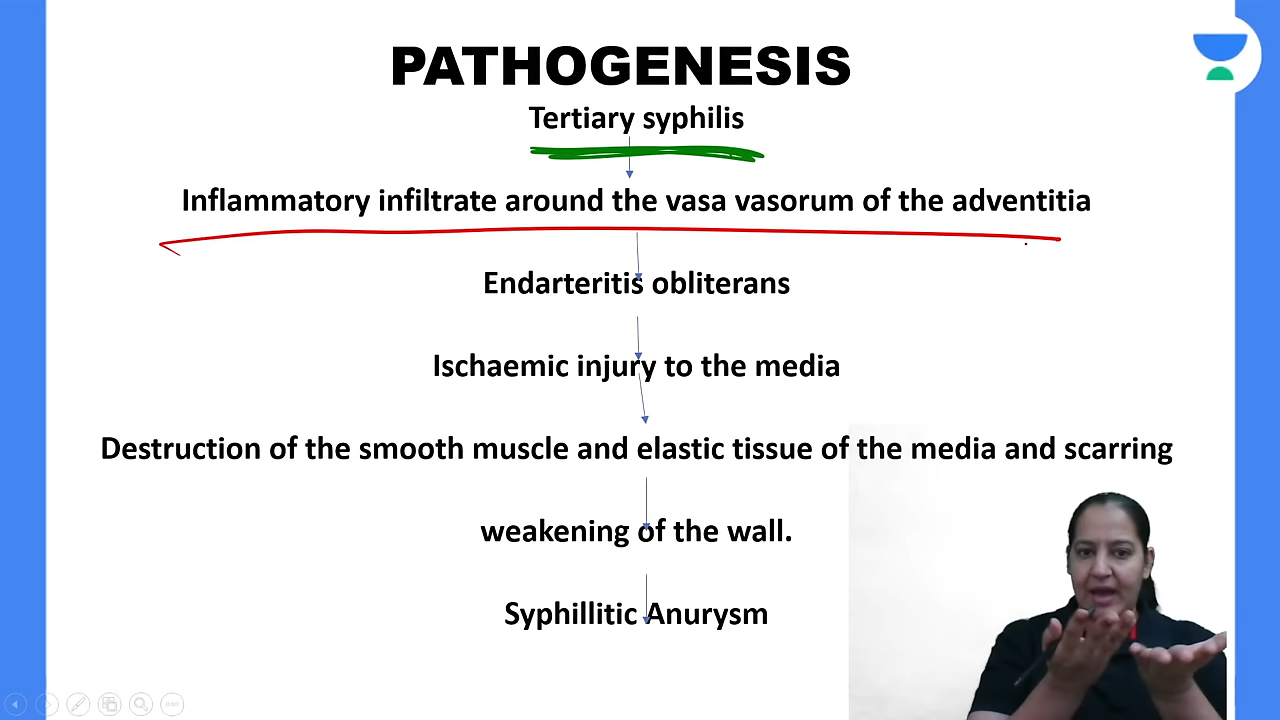 PATHOGENESIS
Tertiary syphilis
Inflammatory infiltrate around the vasa vasorum of the adventitia
Endarteritis obliterans
Ischaemic injury to the media
Destruction of the smooth muscle and elastic tissue of the media and scarring
weakening of the wall.
Syphillitic Anurysm